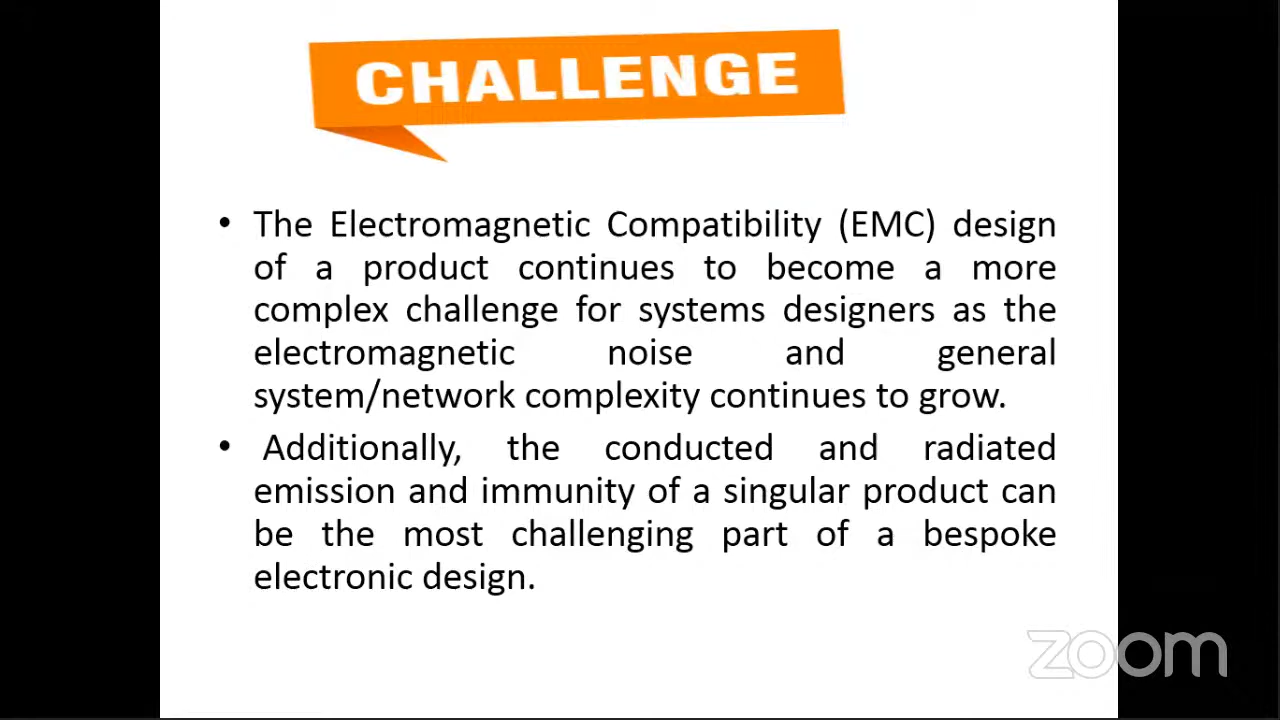 CHALLENGE
• The Electromagnetic Compatibility (EMC) design
of a product continues to become a more
complex challenge for systems designers as the
electromagnetic noise and general
system/network complexity continues to grow.
• Additionally, the conducted and radiated
emission and immunity of a singular product can
be the most challenging part of a bespoke
electronic design.
zoom